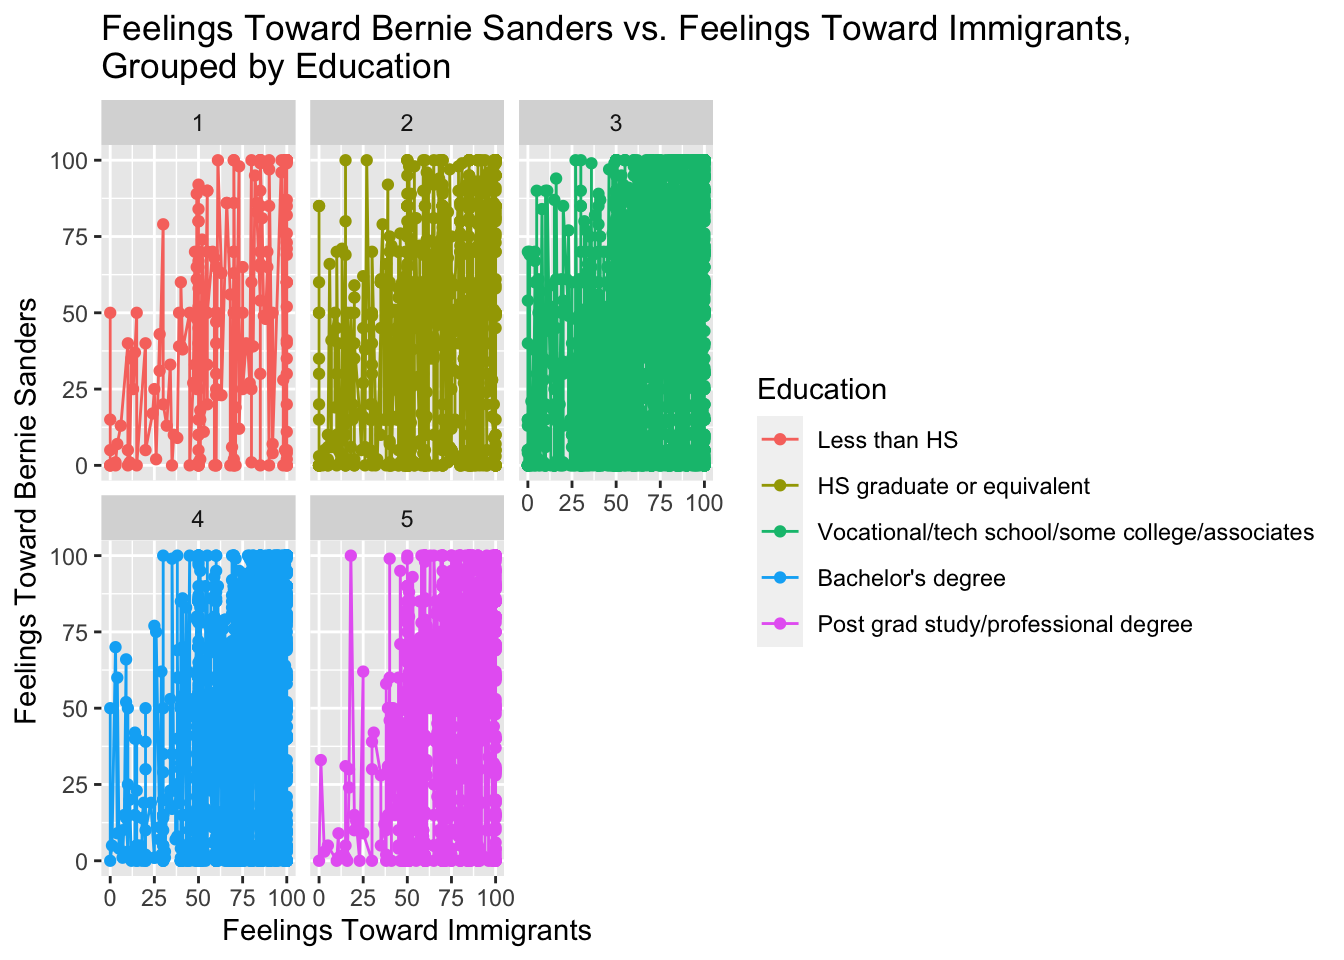 Feelings Toward Bernie Sanders vs. Feelings Toward Immigrants,
Grouped by Education
1
2
3
100
75
50
25
0
0 25 50 75 100
4
5
100
75
50
25
0
0 25 50 75 100
0 25 50 75 100
Feelings Toward Immigrants
Feelings Toward Bernie Sanders
Education
Less than HS
HS graduate or equivalent
Vocational/tech school/some college/associates
Bachelor's degree
Post grad study/professional degree